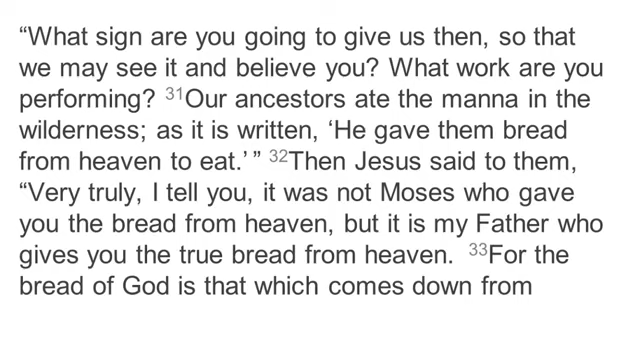 “What sign are you going to give us then, so that
we may see it and believe you? What work are you
performing? 31Our ancestors ate the manna in the
wilderness; as it is written, ‘He gave them bread
from heaven to eat.’ ” 32Then Jesus said to them,
“Very truly, I tell you, it was not Moses who gave
you the bread from heaven, but it is my Father who
gives you the true bread from heaven. 33For the
bread of God is that which comes down from